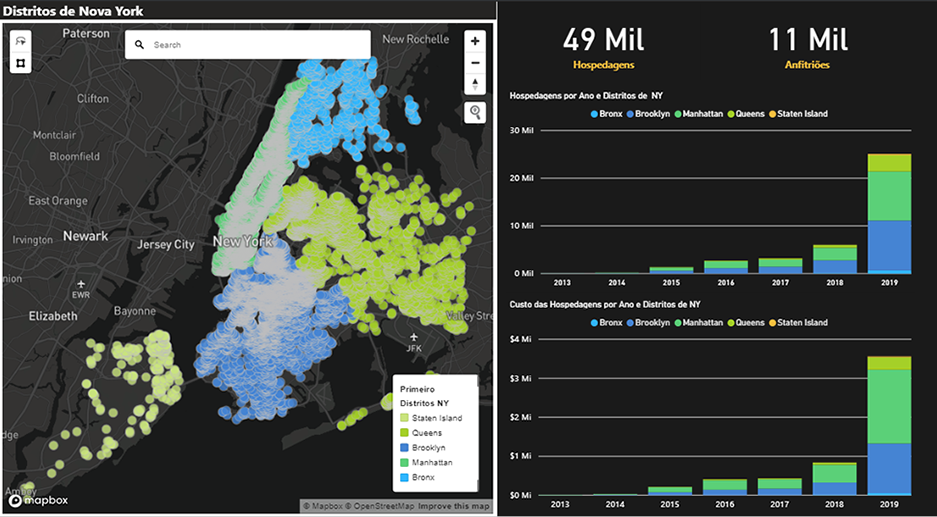 Distritos de Nova York
Search
Paterson
New Rochelle
Clifton
Montclair
Bloomfield
East Orange
Irvington
Newark
Jersey City
New York
EWR
Elizabeth
Bayonne
Valley Stre
JFK
Primeiro
Distritos NY
Staten Island
Queens
Brooklyn
Manhattan
Bronx
mapbox
© Mapbox © OpenStreetMap Improve this map
49 Mil
Hospedagens
11 Mil
Anfitriões
Hospedagens por Ano e Distritos de NY
Bronx Brooklyn Manhattan Queens Staten Island
30 Mil
20 Mil
10 Mil
0 Mil
2013 2014 2015 2016 2017 2018 2019
Custo das Hospedagens por Ano e Distritos de NY
Bronx Brooklyn Manhattan Queens Staten Island
$4 Mi
$3 Mi
$2 Mi
$1 Mi
$0 Mi
2013 2014 2015 2016 2017 2018 2019